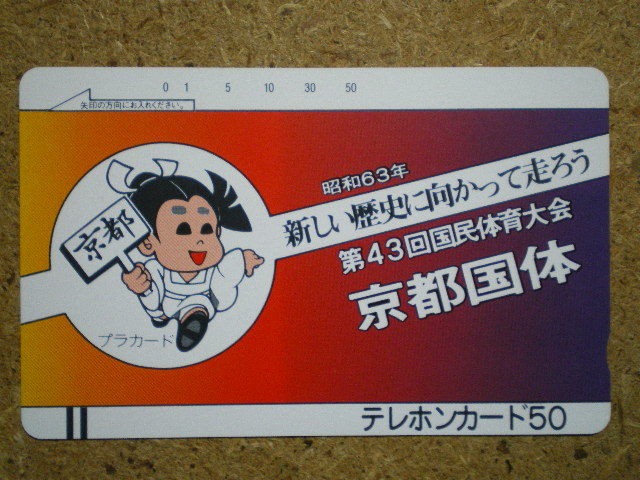 0 1 5 10 30 50
矢印の方向にお入れください。
昭和63年
新しい歴史に向かって走ろう
第43回国民体育大会
京都国体
京都
プラカード
テレホンカード50